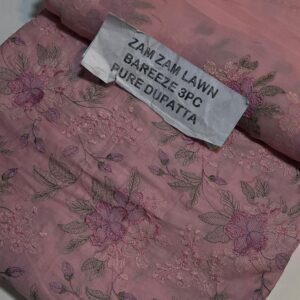 ZAM ZAM LAWN
BAREEZE 3PC
PURE DUPATTA